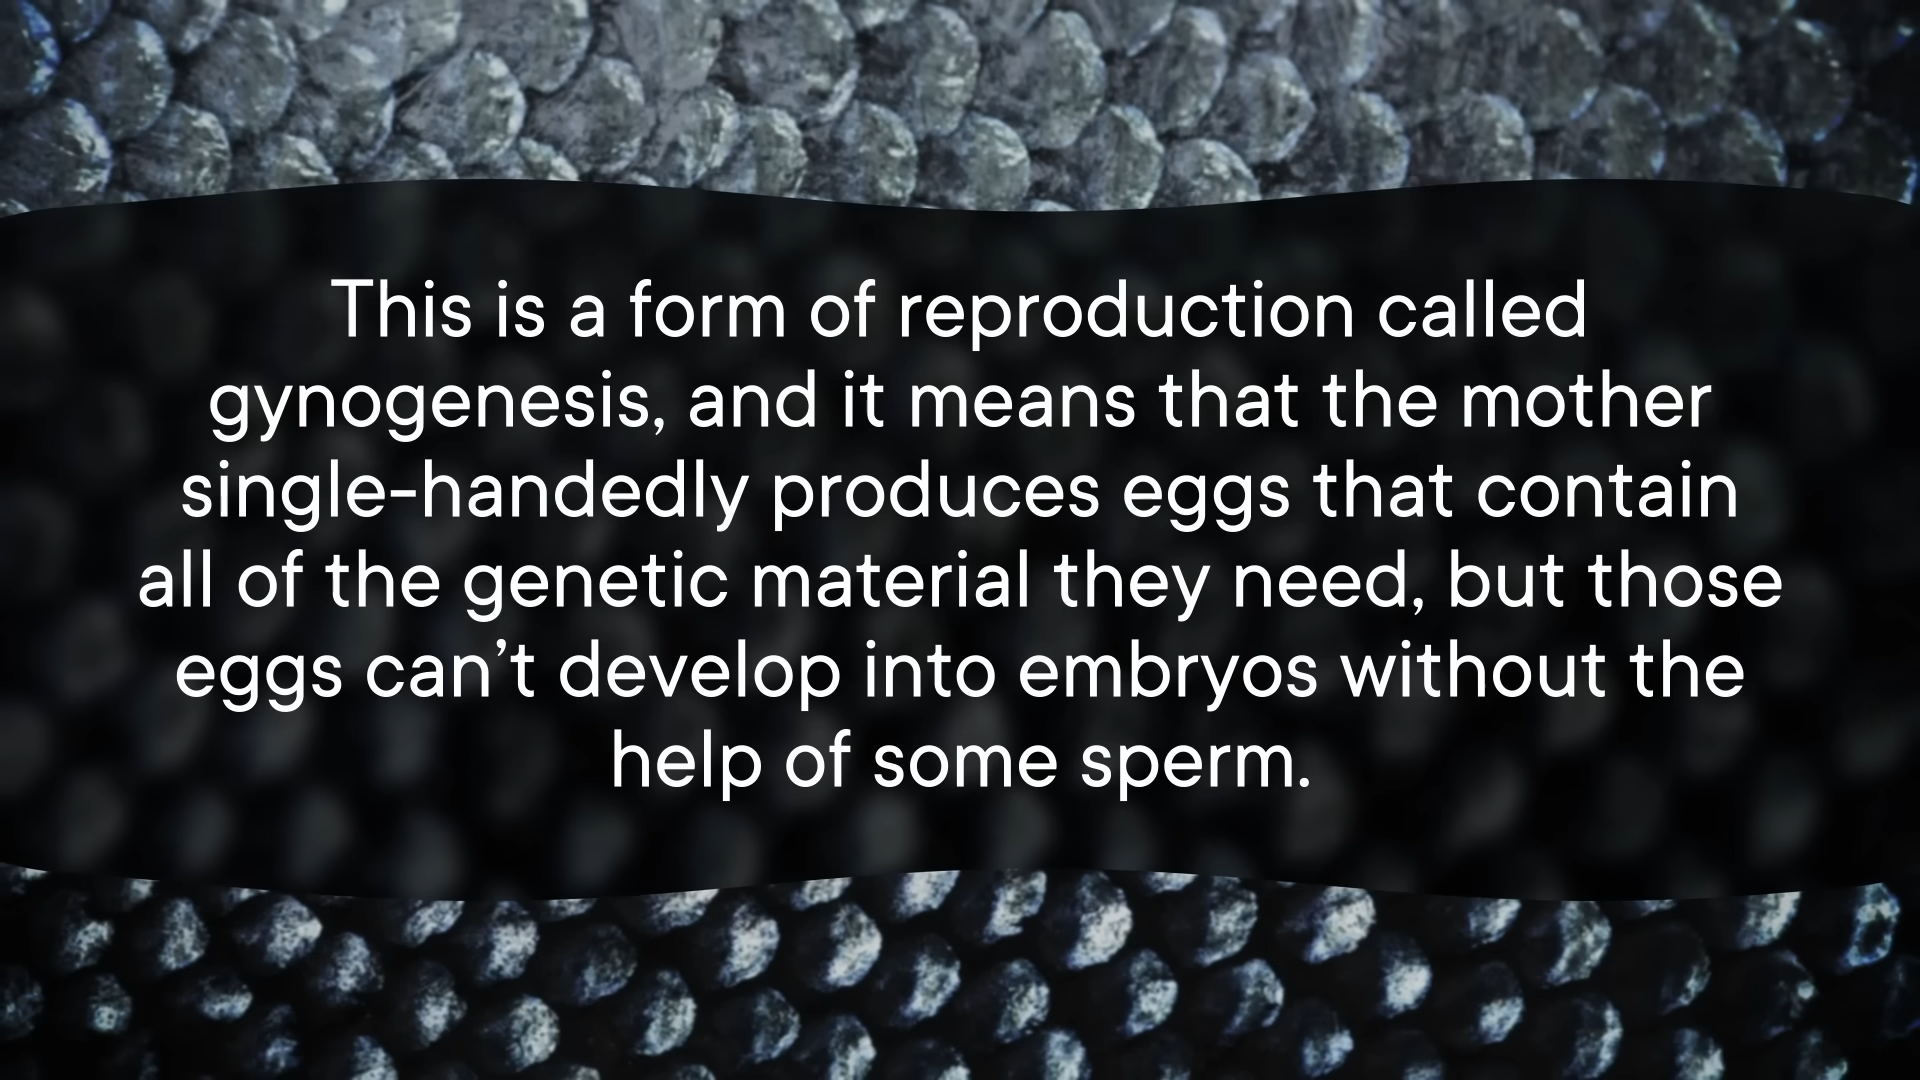 This is a form of reproduction called
gynogenesis, and it means that the mother
single-handedly produces eggs that contain
all of the genetic material they need, but those
eggs can’t develop into embryos without the
help of some sperm.